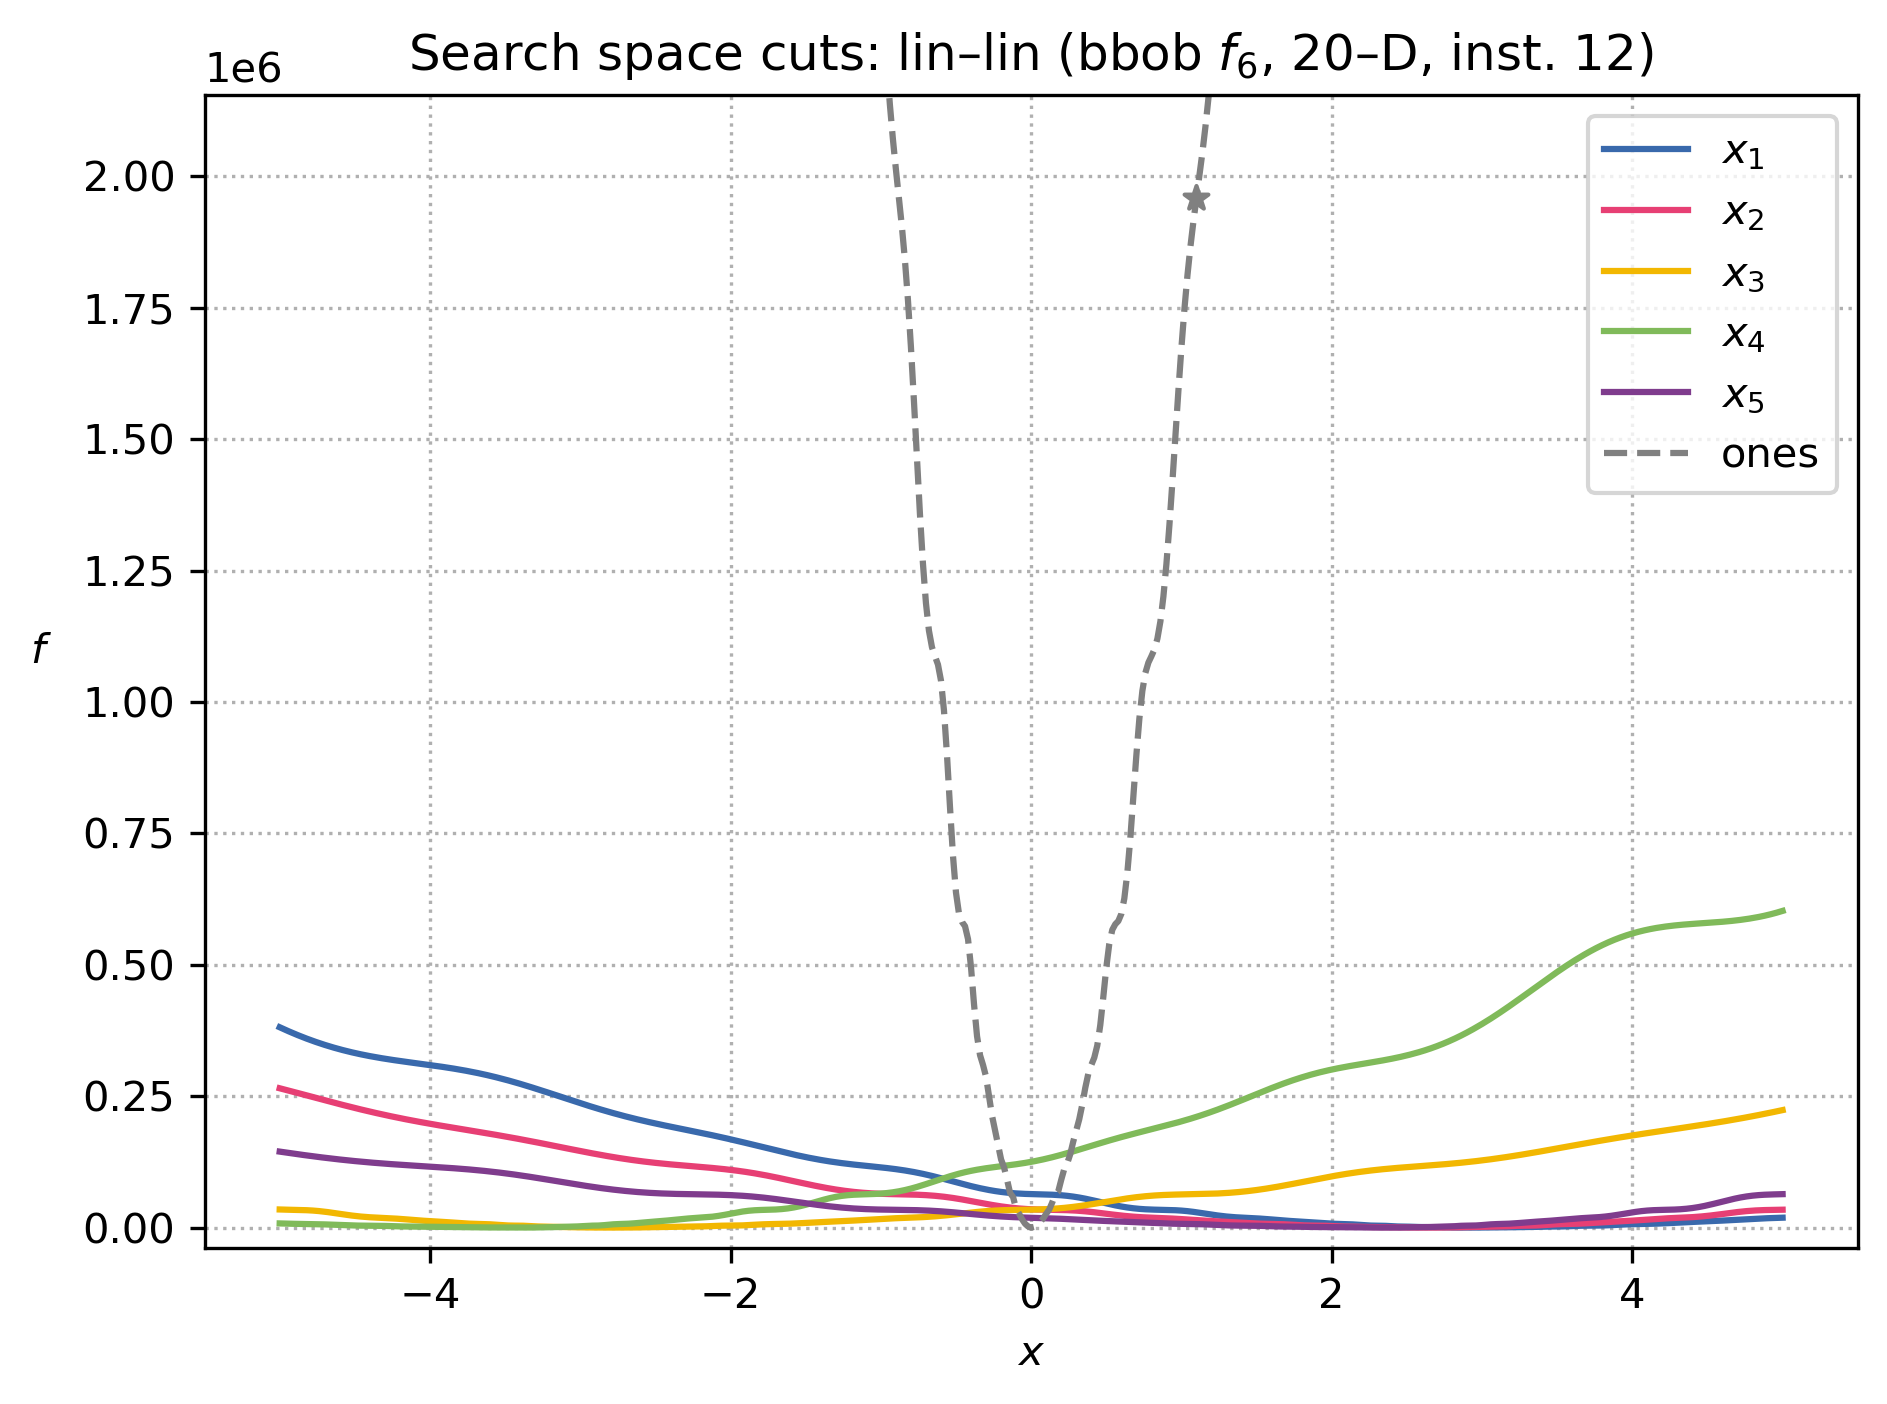 Search space cuts: lin–lin (bbob f6, 20–D, inst. 12)
1e6
2.00
1.75
1.50
1.25
1.00
0.75
0.50
0.25
0.00
f
−4
−2
0
2
4
x
x1
x2
x3
x4
x5
ones